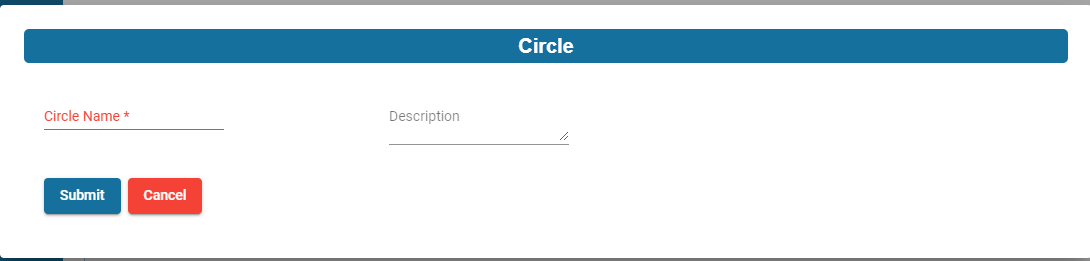 Circle
Circle Name *
Description
Submit
Cancel